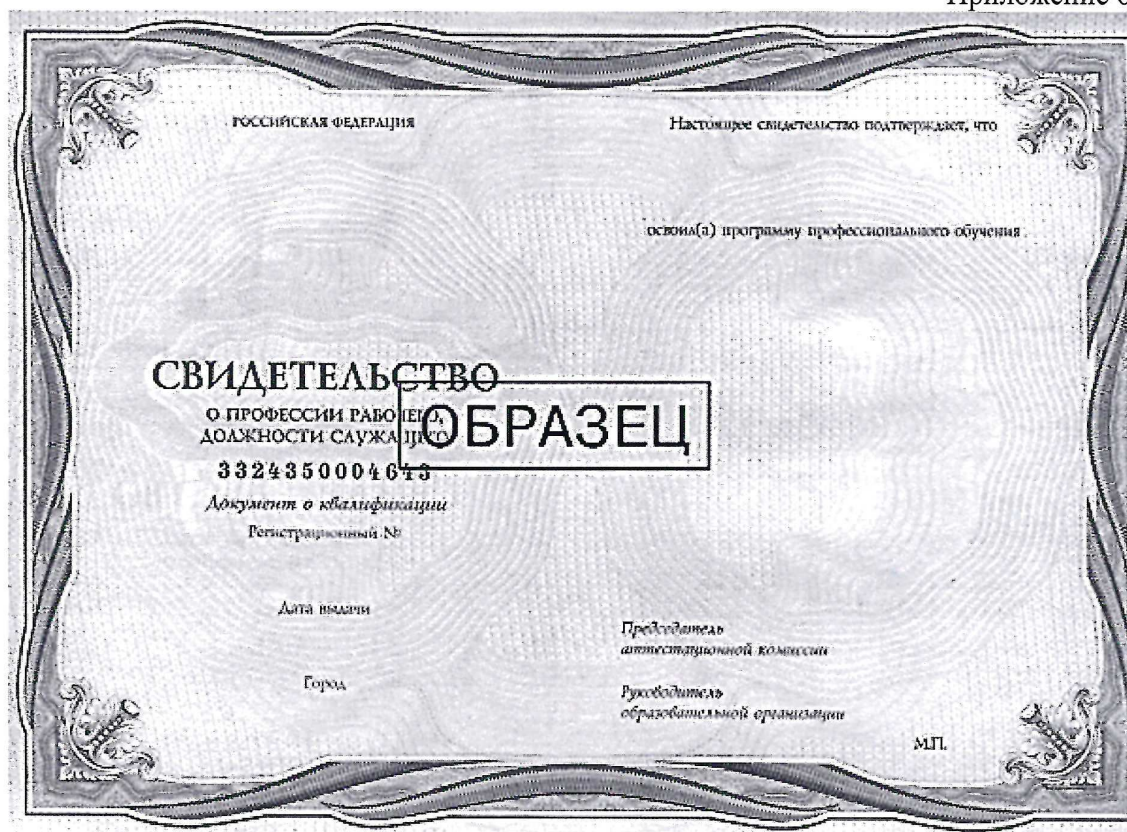 Приложение 6
РОССИЙСКАЯ ФЕДЕРАЦИЯ
СВИДЕТЕЛЬСТВО
О ПРОФЕССИИ РАБОЧЕГО,
ДОЛЖНОСТИ СЛУЖАЩЕГО
3324350004643
Документ о квалификации
Регистрационный №
Дата выдачи
Город
ОБРАЗЕЦ
Настоящее свидетельство подтверждает, что
освоил(а) программу профессионального обучения
Председатель
аттестационной комиссии
Руководитель
образовательной организации
М.П.